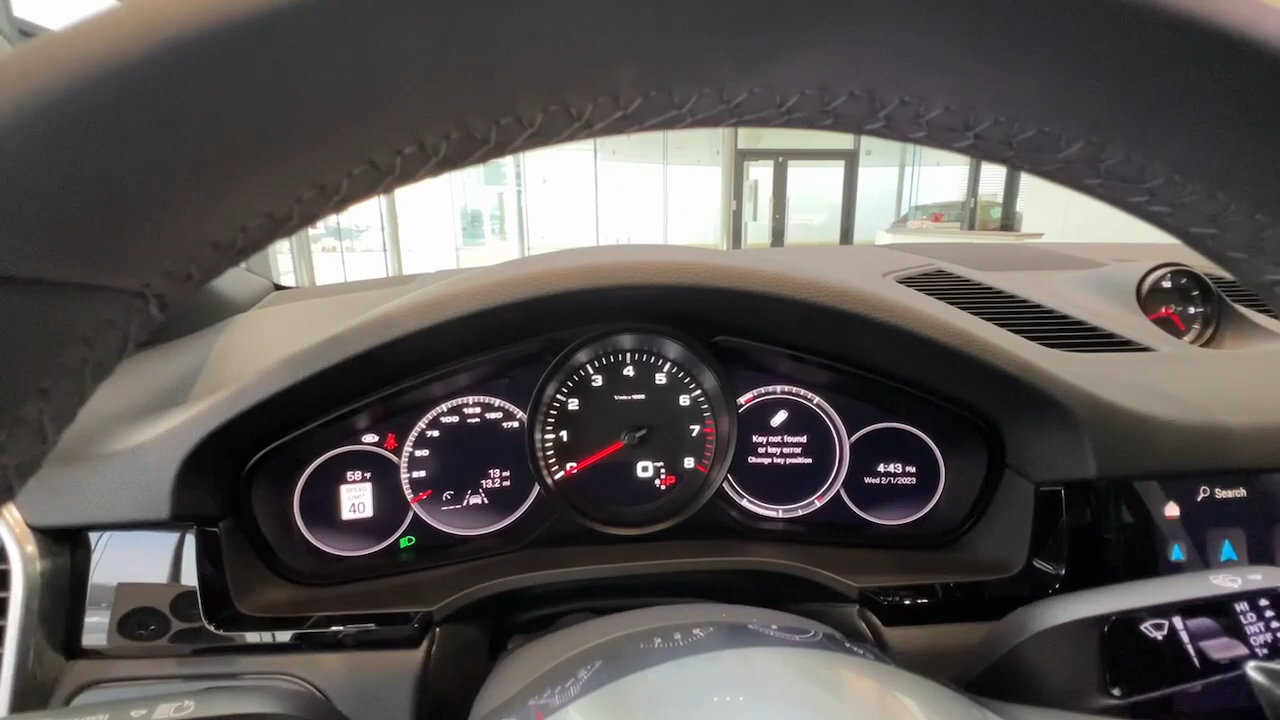 58 °F
SPEED
LIMIT
40
25
50
75
100
125
150
175
mph
13 mi
13.2 mi
0
1
2
3
4
5
6
7
8
1/min x 1000
0 mph
P
Key not found
or key error
Change key position
4:43 PM
Wed 2/1/2023
Search
HI
LO
INT
OFF